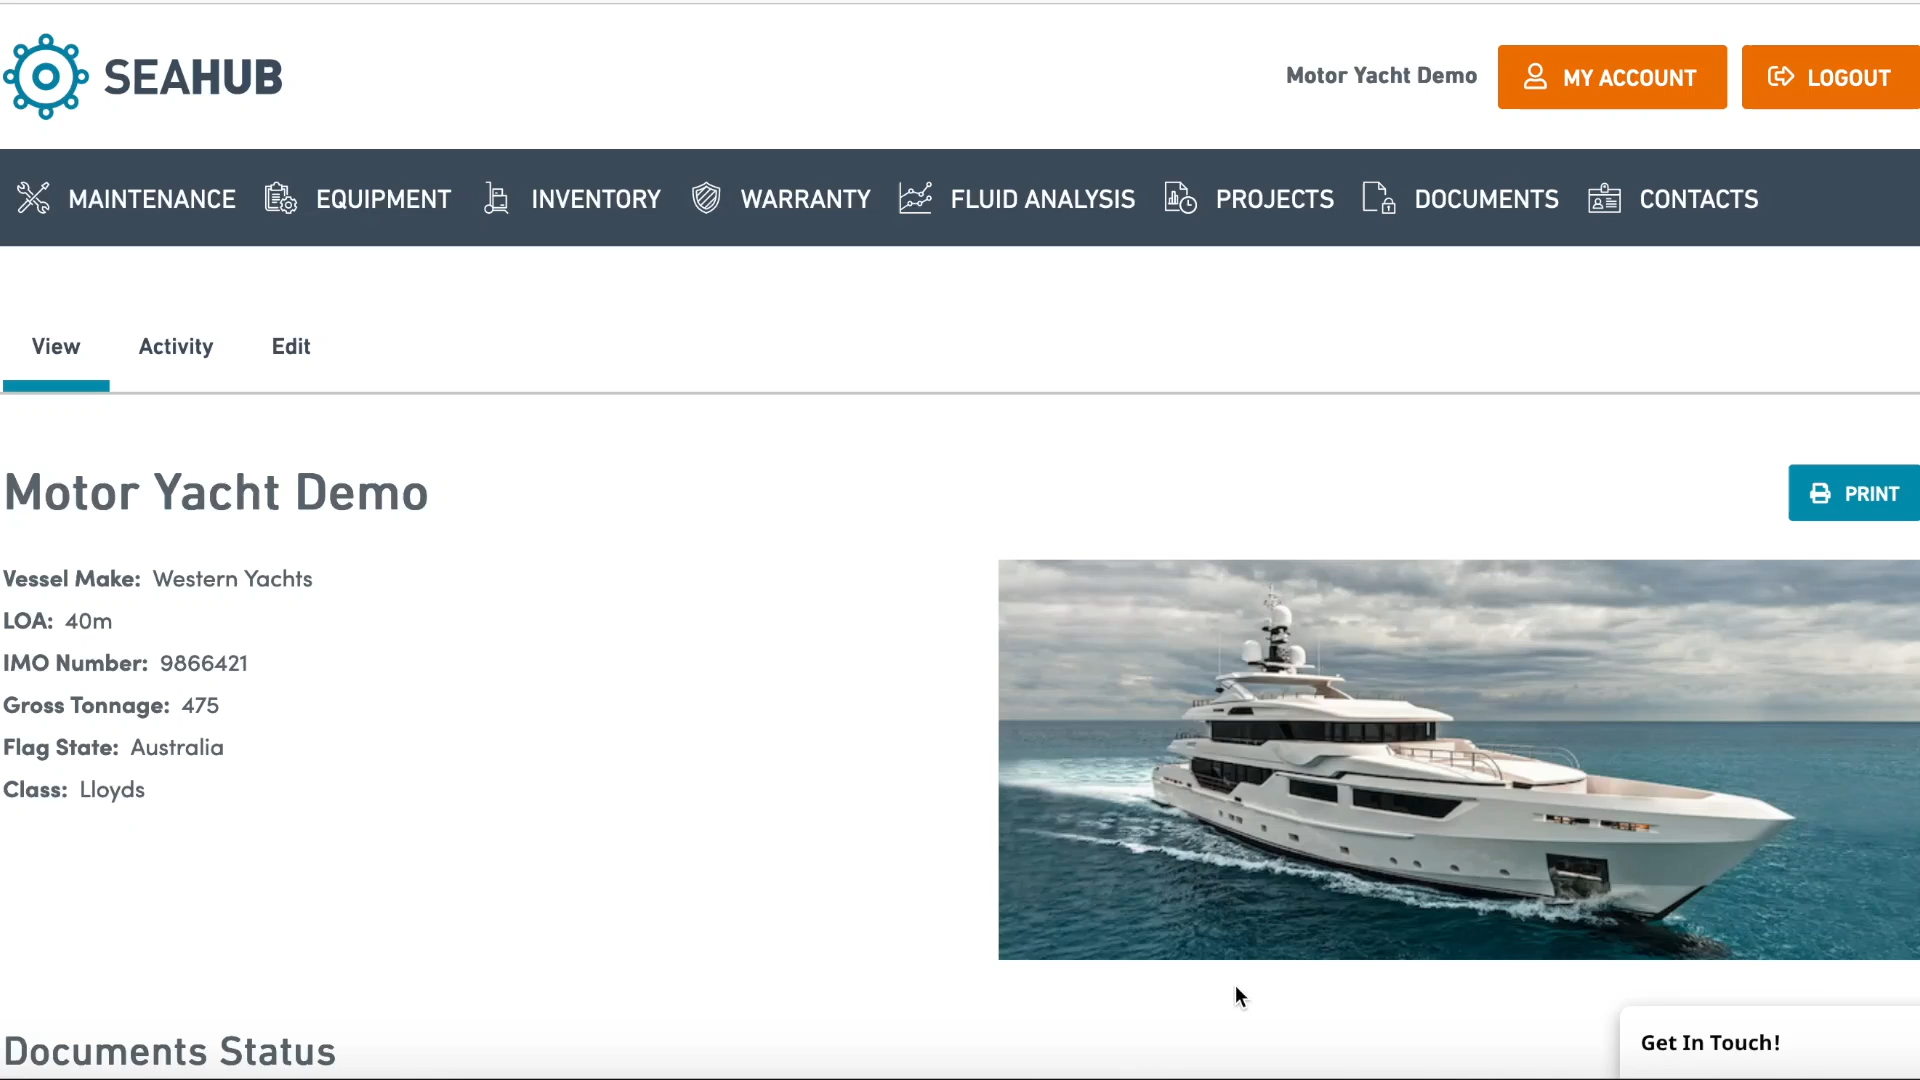 SEAHUB
Motor Yacht Demo
MY ACCOUNT
LOGOUT
MAINTENANCE
EQUIPMENT
INVENTORY
WARRANTY
FLUID ANALYSIS
PROJECTS
DOCUMENTS
CONTACTS
View
Activity
Edit
Motor Yacht Demo
PRINT
Vessel Make: Western Yachts
LOA: 40m
IMO Number: 9866421
Gross Tonnage: 475
Flag State: Australia
Class: Lloyds
Documents Status
Get In Touch!